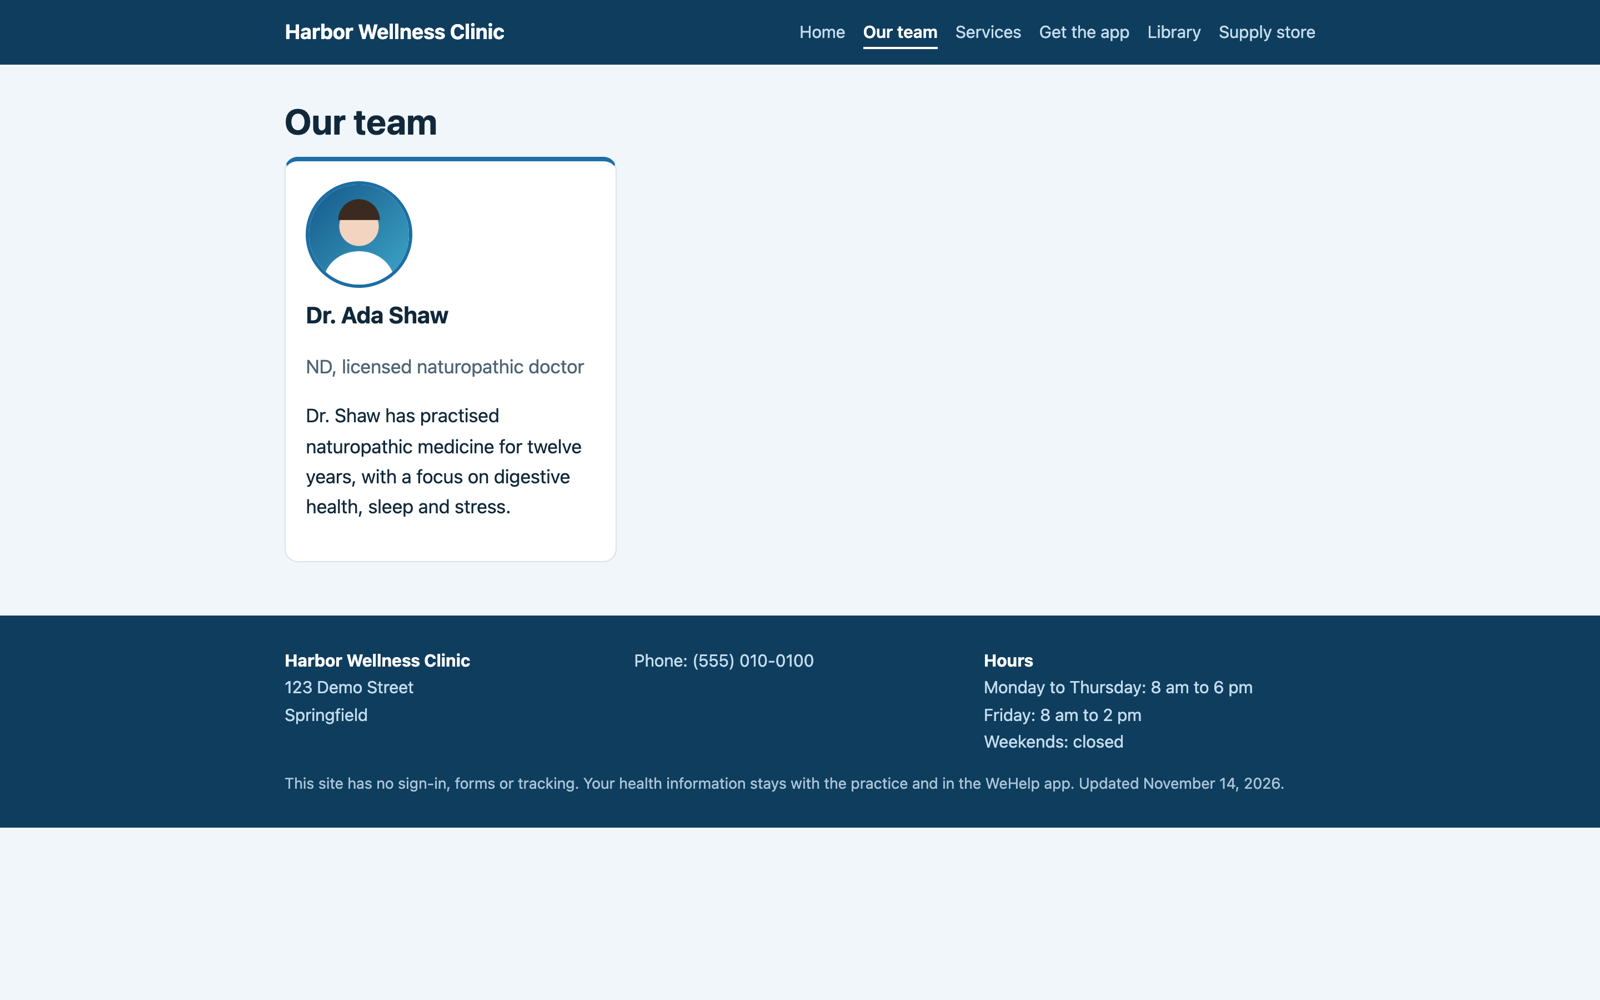 Harbor Wellness Clinic
Home
Our team
Services
Get the app
Library
Supply store
Our team
Dr. Ada Shaw
ND, licensed naturopathic doctor
Dr. Shaw has practised
naturopathic medicine for twelve
years, with a focus on digestive
health, sleep and stress.
Harbor Wellness Clinic
123 Demo Street
Springfield
Phone: (555) 010-0100
Hours
Monday to Thursday: 8 am to 6 pm
Friday: 8 am to 2 pm
Weekends: closed
This site has no sign-in, forms or tracking. Your health information stays with the practice and in the WeHelp app. Updated November 14, 2026.